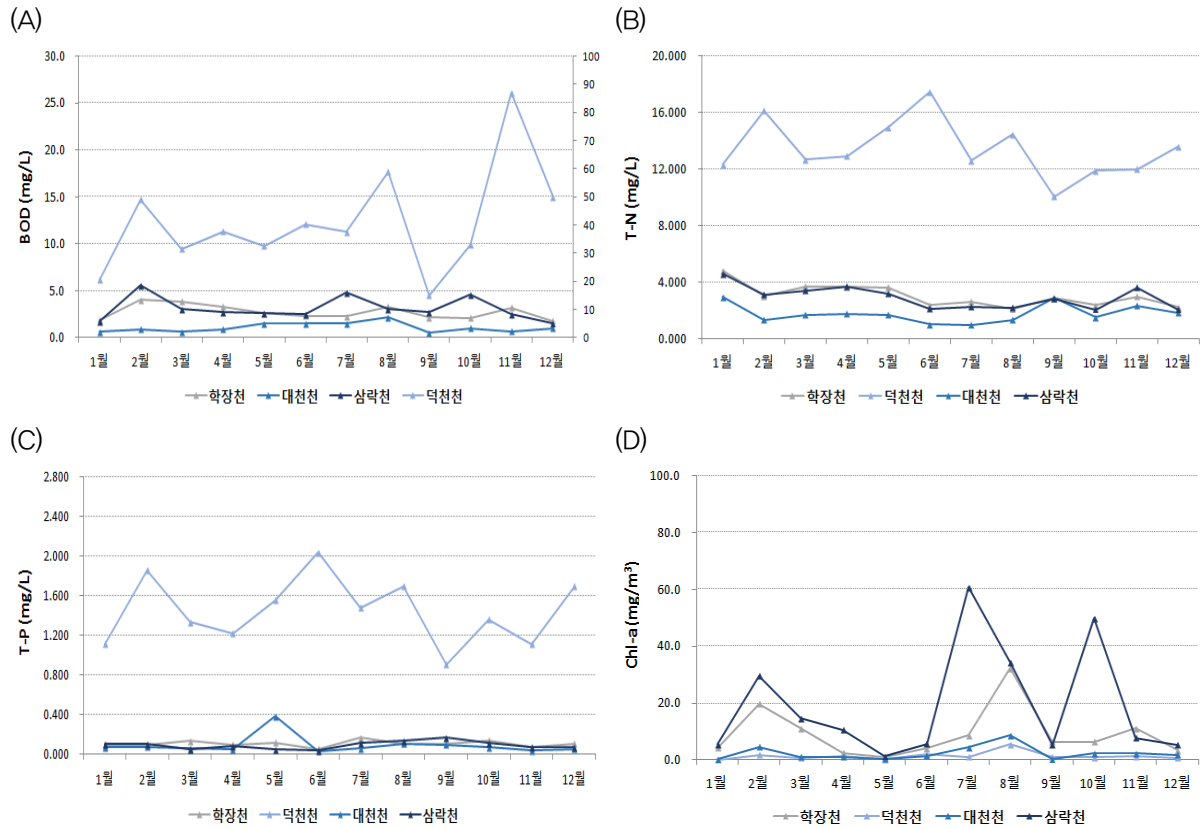 (A)
BOD (mg/L)
30.0
25.0
20.0
15.0
10.0
5.0
0.0
100
90
80
70
60
50
40
30
20
10
0
1월 2월 3월 4월 5월 6월 7월 8월 9월 10월 11월 12월
학장천 대천천 삼락천 덕천천
(B)
T-N (mg/L)
20.000
16.000
12.000
8.000
4.000
0.000
1월 2월 3월 4월 5월 6월 7월 8월 9월 10월 11월 12월
학장천 덕천천 대천천 삼락천
(C)
T-P (mg/L)
2.800
2.400
2.000
1.600
1.200
0.800
0.400
0.000
1월 2월 3월 4월 5월 6월 7월 8월 9월 10월 11월 12월
학장천 덕천천 대천천 삼락천
(D)
Chl-a (mg/m³)
100.0
80.0
60.0
40.0
20.0
0.0
1월 2월 3월 4월 5월 6월 7월 8월 9월 10월 11월 12월
학장천 덕천천 대천천 삼락천